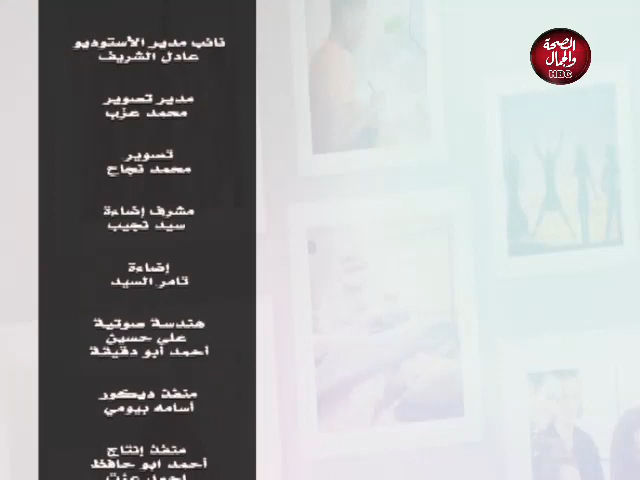 نائب مدير الأستوديو
عادل الشريف
مدير تصوير
محمد عزب
تصوير
محمد نجاح
مشرف إضاءة
سيد نجيب
إضاءة
تامر السيد
هندسة صوتية
علي حسين
أحمد أبو دقيقة
منفذ ديكور
أسامه بيومي
منفذ إنتاج
أحمد ابو حافظ
الصحة
والجمال
HBC